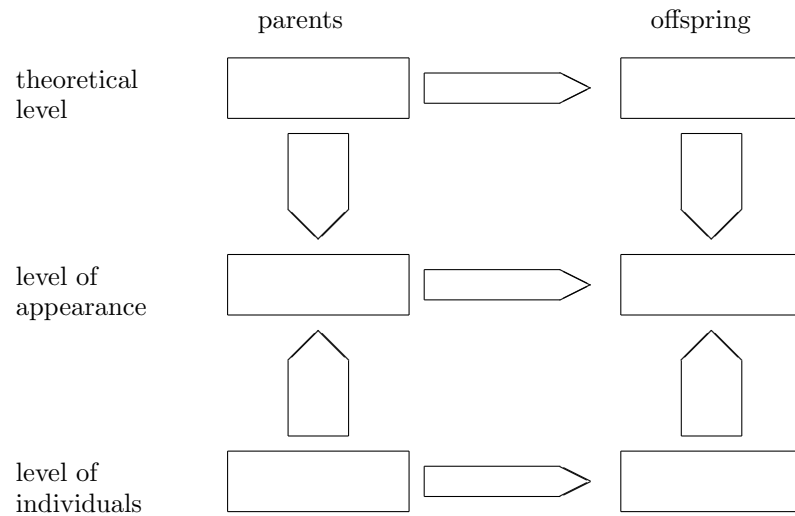 parents
offspring
theoretical
level
level of
appearance
level of
individuals